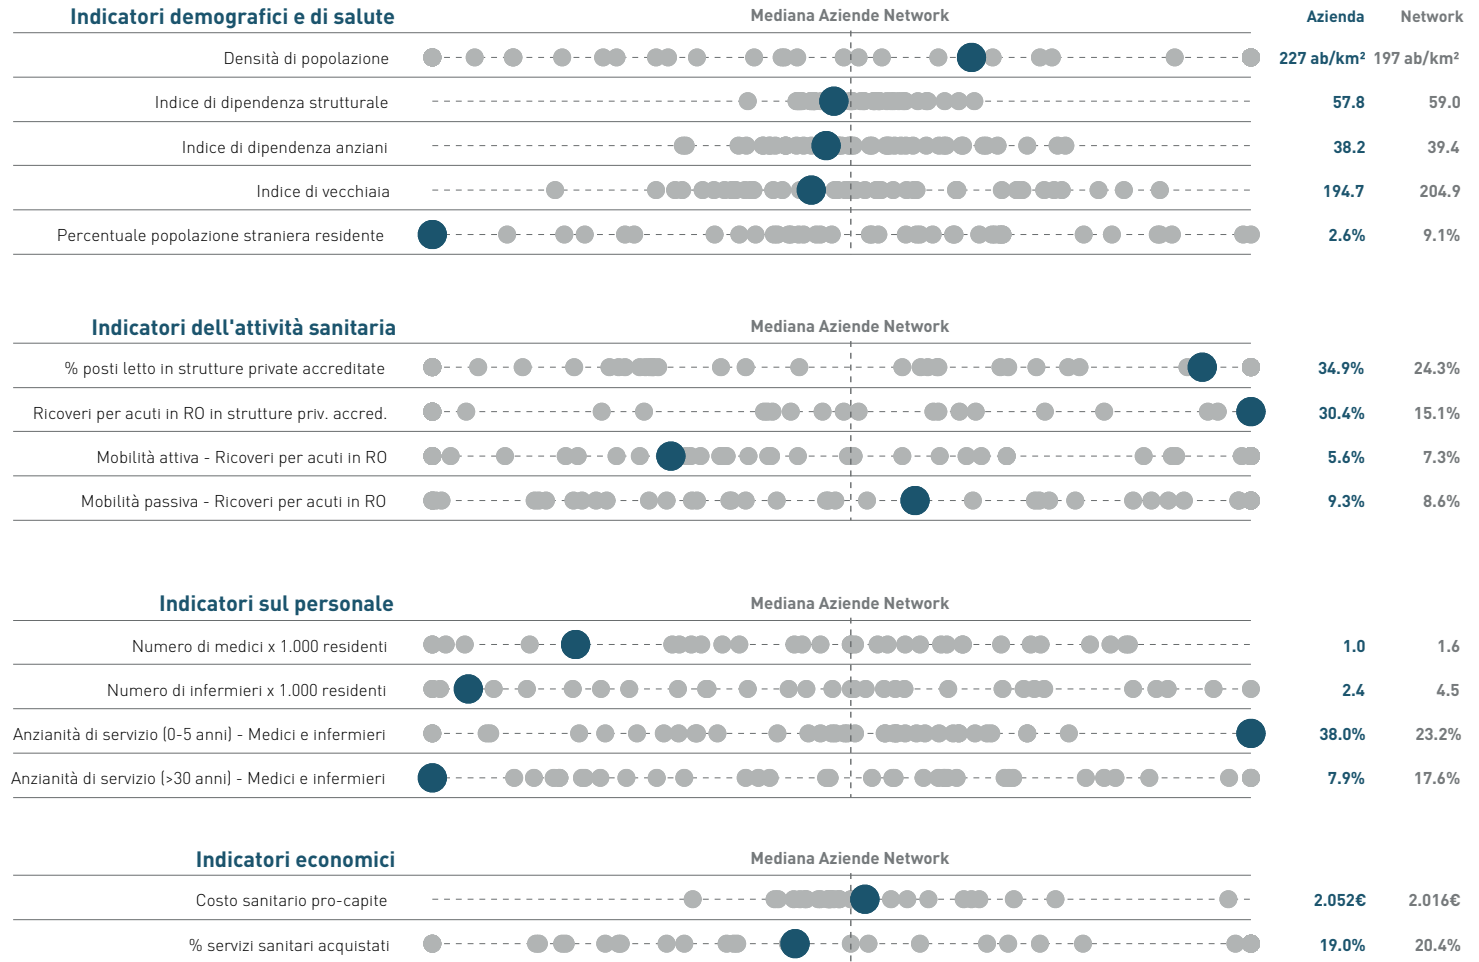 Indicatori demografici e di salute Mediana Aziende Network Azienda Network
Densità di popolazione 227 ab/km² 197 ab/km²
Indice di dipendenza strutturale 57.8 59.0
Indice di dipendenza anziani 38.2 39.4
Indice di vecchiaia 194.7 204.9
Percentuale popolazione straniera residente 2.6% 9.1%
Indicatori dell'attività sanitaria Mediana Aziende Network
% posti letto in strutture private accreditate 34.9% 24.3%
Ricoveri per acuti in RO in strutture priv. accred. 30.4% 15.1%
Mobilità attiva - Ricoveri per acuti in RO 5.6% 7.3%
Mobilità passiva - Ricoveri per acuti in RO 9.3% 8.6%
Indicatori sul personale Mediana Aziende Network
Numero di medici x 1.000 residenti 1.0 1.6
Numero di infermieri x 1.000 residenti 2.4 4.5
Anzianità di servizio (0-5 anni) - Medici e infermieri 38.0% 23.2%
Anzianità di servizio (>30 anni) - Medici e infermieri 7.9% 17.6%
Indicatori economici Mediana Aziende Network
Costo sanitario pro-capite 2.052€ 2.016€
% servizi sanitari acquistati 19.0% 20.4%